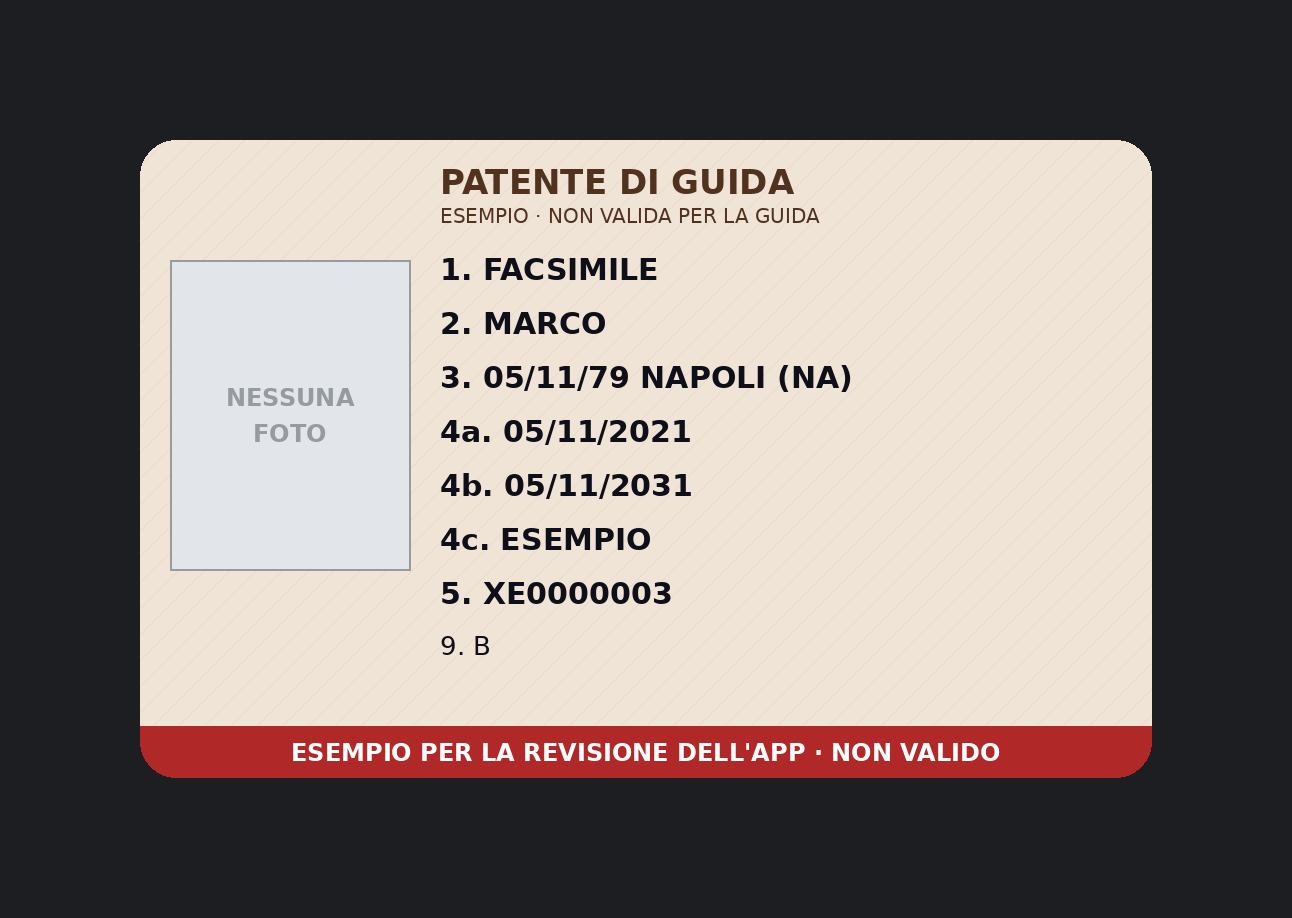 PATENTE DI GUIDA
ESEMPIO · NON VALIDA PER LA GUIDA
1. FACSIMILE
2. MARCO
3. 05/11/79 NAPOLI (NA)
4a. 05/11/2021
4b. 05/11/2031
4c. ESEMPIO
5. XE0000003
9. B
NESSUNA
FOTO
ESEMPIO PER LA REVISIONE DELL'APP · NON VALIDO